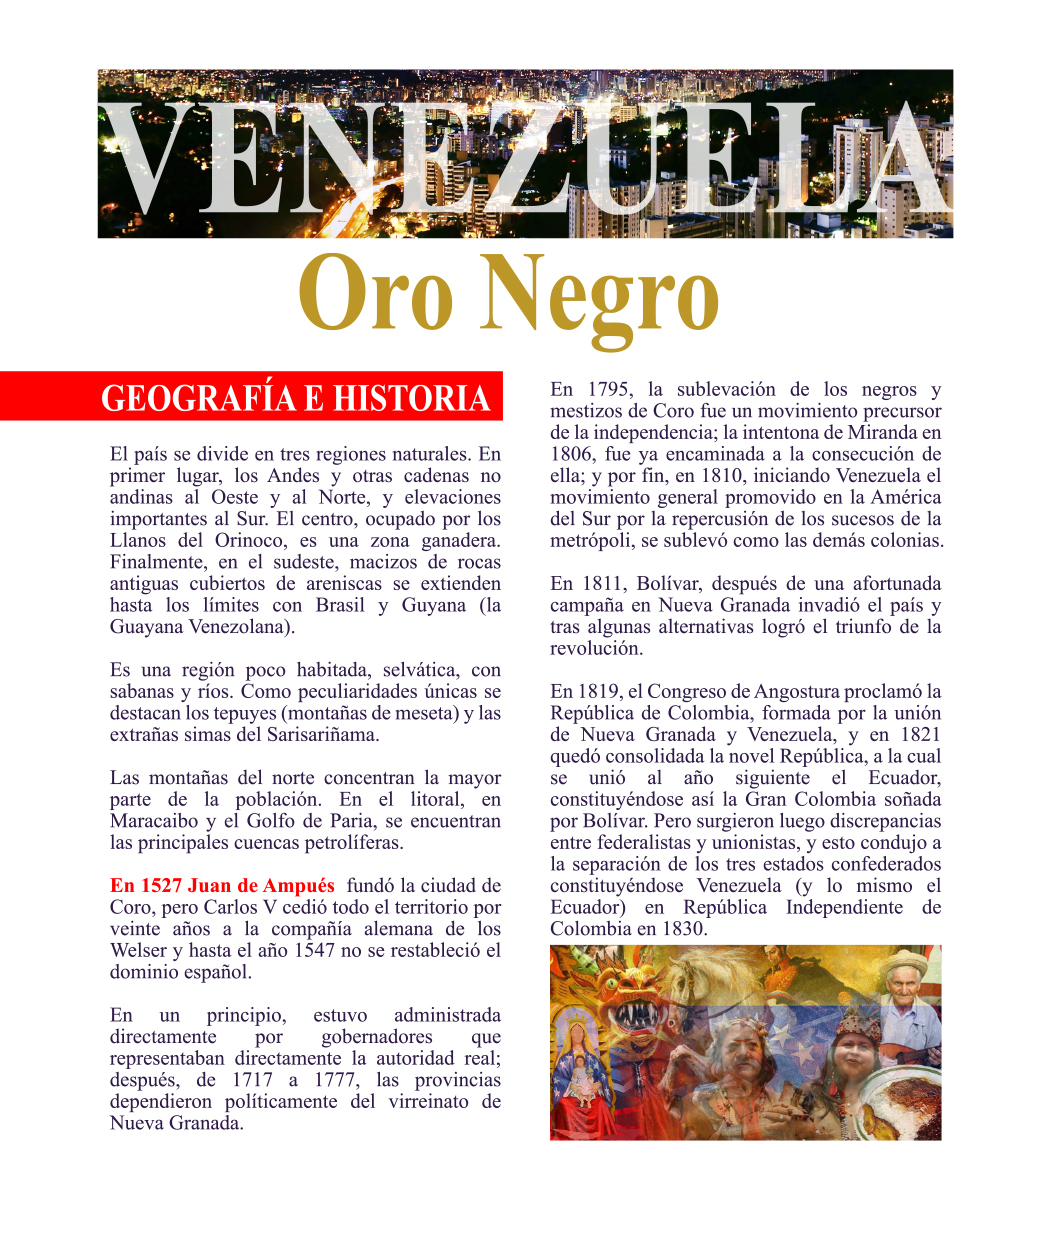 VENEZUELA
Oro Negro
GEOGRAFÍA E HISTORIA
El país se divide en tres regiones naturales. En
primer lugar, los Andes y otras cadenas no
andinas al Oeste y al Norte, y elevaciones
importantes al Sur. El centro, ocupado por los
Llanos del Orinoco, es una zona ganadera.
Finalmente, en el sudeste, macizos de rocas
antiguas cubiertos de areniscas se extienden
hasta los límites con Brasil y Guyana (la
Guayana Venezolana).
Es una región poco habitada, selvática, con
sabanas y ríos. Como peculiaridades únicas se
destacan los tepuyes (montañas de meseta) y las
extrañas simas del Sarisariñama.
Las montañas del norte concentran la mayor
parte de la población. En el litoral, en
Maracaibo y el Golfo de Paria, se encuentran
las principales cuencas petrolíferas.
En 1527 Juan de Ampués fundó la ciudad de
Coro, pero Carlos V cedió todo el territorio por
veinte años a la compañía alemana de los
Welser y hasta el año 1547 no se restableció el
dominio español.
En un principio, estuvo administrada
directamente por gobernadores que
representaban directamente la autoridad real;
después, de 1717 a 1777, las provincias
dependieron políticamente del virreinato de
Nueva Granada.
En 1795, la sublevación de los negros y
mestizos de Coro fue un movimiento precursor
de la independencia; la intentona de Miranda en
1806, fue ya encaminada a la consecución de
ella; y por fin, en 1810, iniciando Venezuela el
movimiento general promovido en la América
del Sur por la repercusión de los sucesos de la
metrópoli, se sublevó como las demás colonias.
En 1811, Bolívar, después de una afortunada
campaña en Nueva Granada invadió el país y
tras algunas alternativas logró el triunfo de la
revolución.
En 1819, el Congreso de Angostura proclamó la
República de Colombia, formada por la unión
de Nueva Granada y Venezuela, y en 1821
quedó consolidada la novel República, a la cual
se unió al año siguiente el Ecuador,
constituyéndose así la Gran Colombia soñada
por Bolívar. Pero surgieron luego discrepancias
entre federalistas y unionistas, y esto condujo a
la separación de los tres estados confederados
constituyéndose Venezuela (y lo mismo el
Ecuador) en República Independiente de
Colombia en 1830.